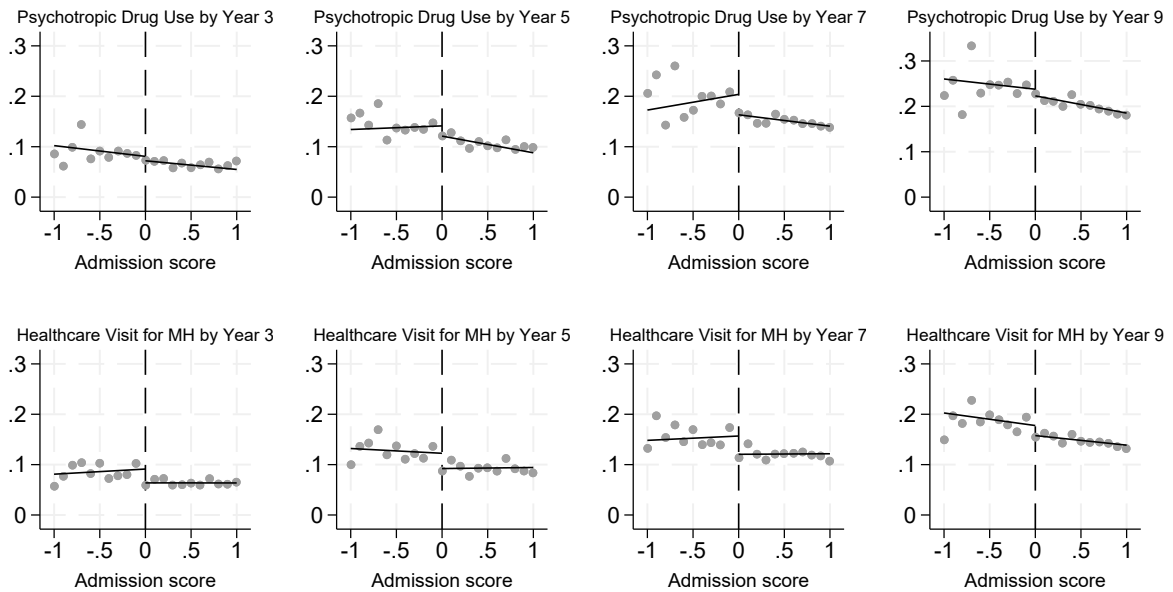 Psychotropic Drug Use by Year 3
.3
.2
.1
0
-1 -.5 0 .5 1
Admission score
Psychotropic Drug Use by Year 5
.3
.2
.1
0
-1 -.5 0 .5 1
Admission score
Psychotropic Drug Use by Year 7
.3
.2
.1
0
-1 -.5 0 .5 1
Admission score
Psychotropic Drug Use by Year 9
.3
.2
.1
0
-1 -.5 0 .5 1
Admission score
Healthcare Visit for MH by Year 3
.3
.2
.1
0
-1 -.5 0 .5 1
Admission score
Healthcare Visit for MH by Year 5
.3
.2
.1
0
-1 -.5 0 .5 1
Admission score
Healthcare Visit for MH by Year 7
.3
.2
.1
0
-1 -.5 0 .5 1
Admission score
Healthcare Visit for MH by Year 9
.3
.2
.1
0
-1 -.5 0 .5 1
Admission score